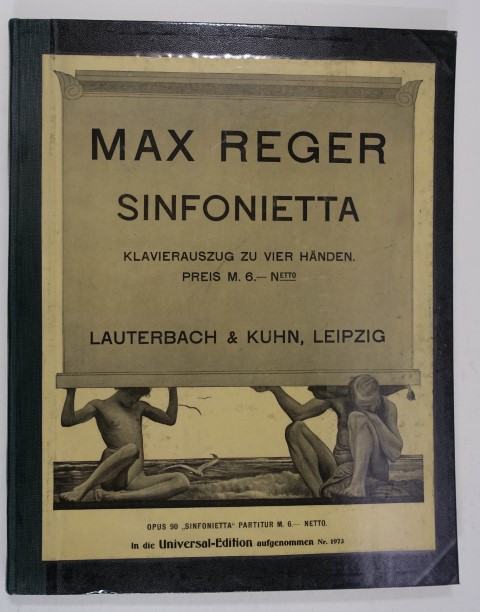 MAX REGER
SINFONIETTA
KLAVIERAUSZUG ZU VIER HÄNDEN.
PREIS M. 6.— NETTO
LAUTERBACH & KUHN, LEIPZIG
OPUS 90 „SINFONIETTA“ PARTITUR M. 6.— NETTO.
In die Universal-Edition aufgenommen Nr. 1973